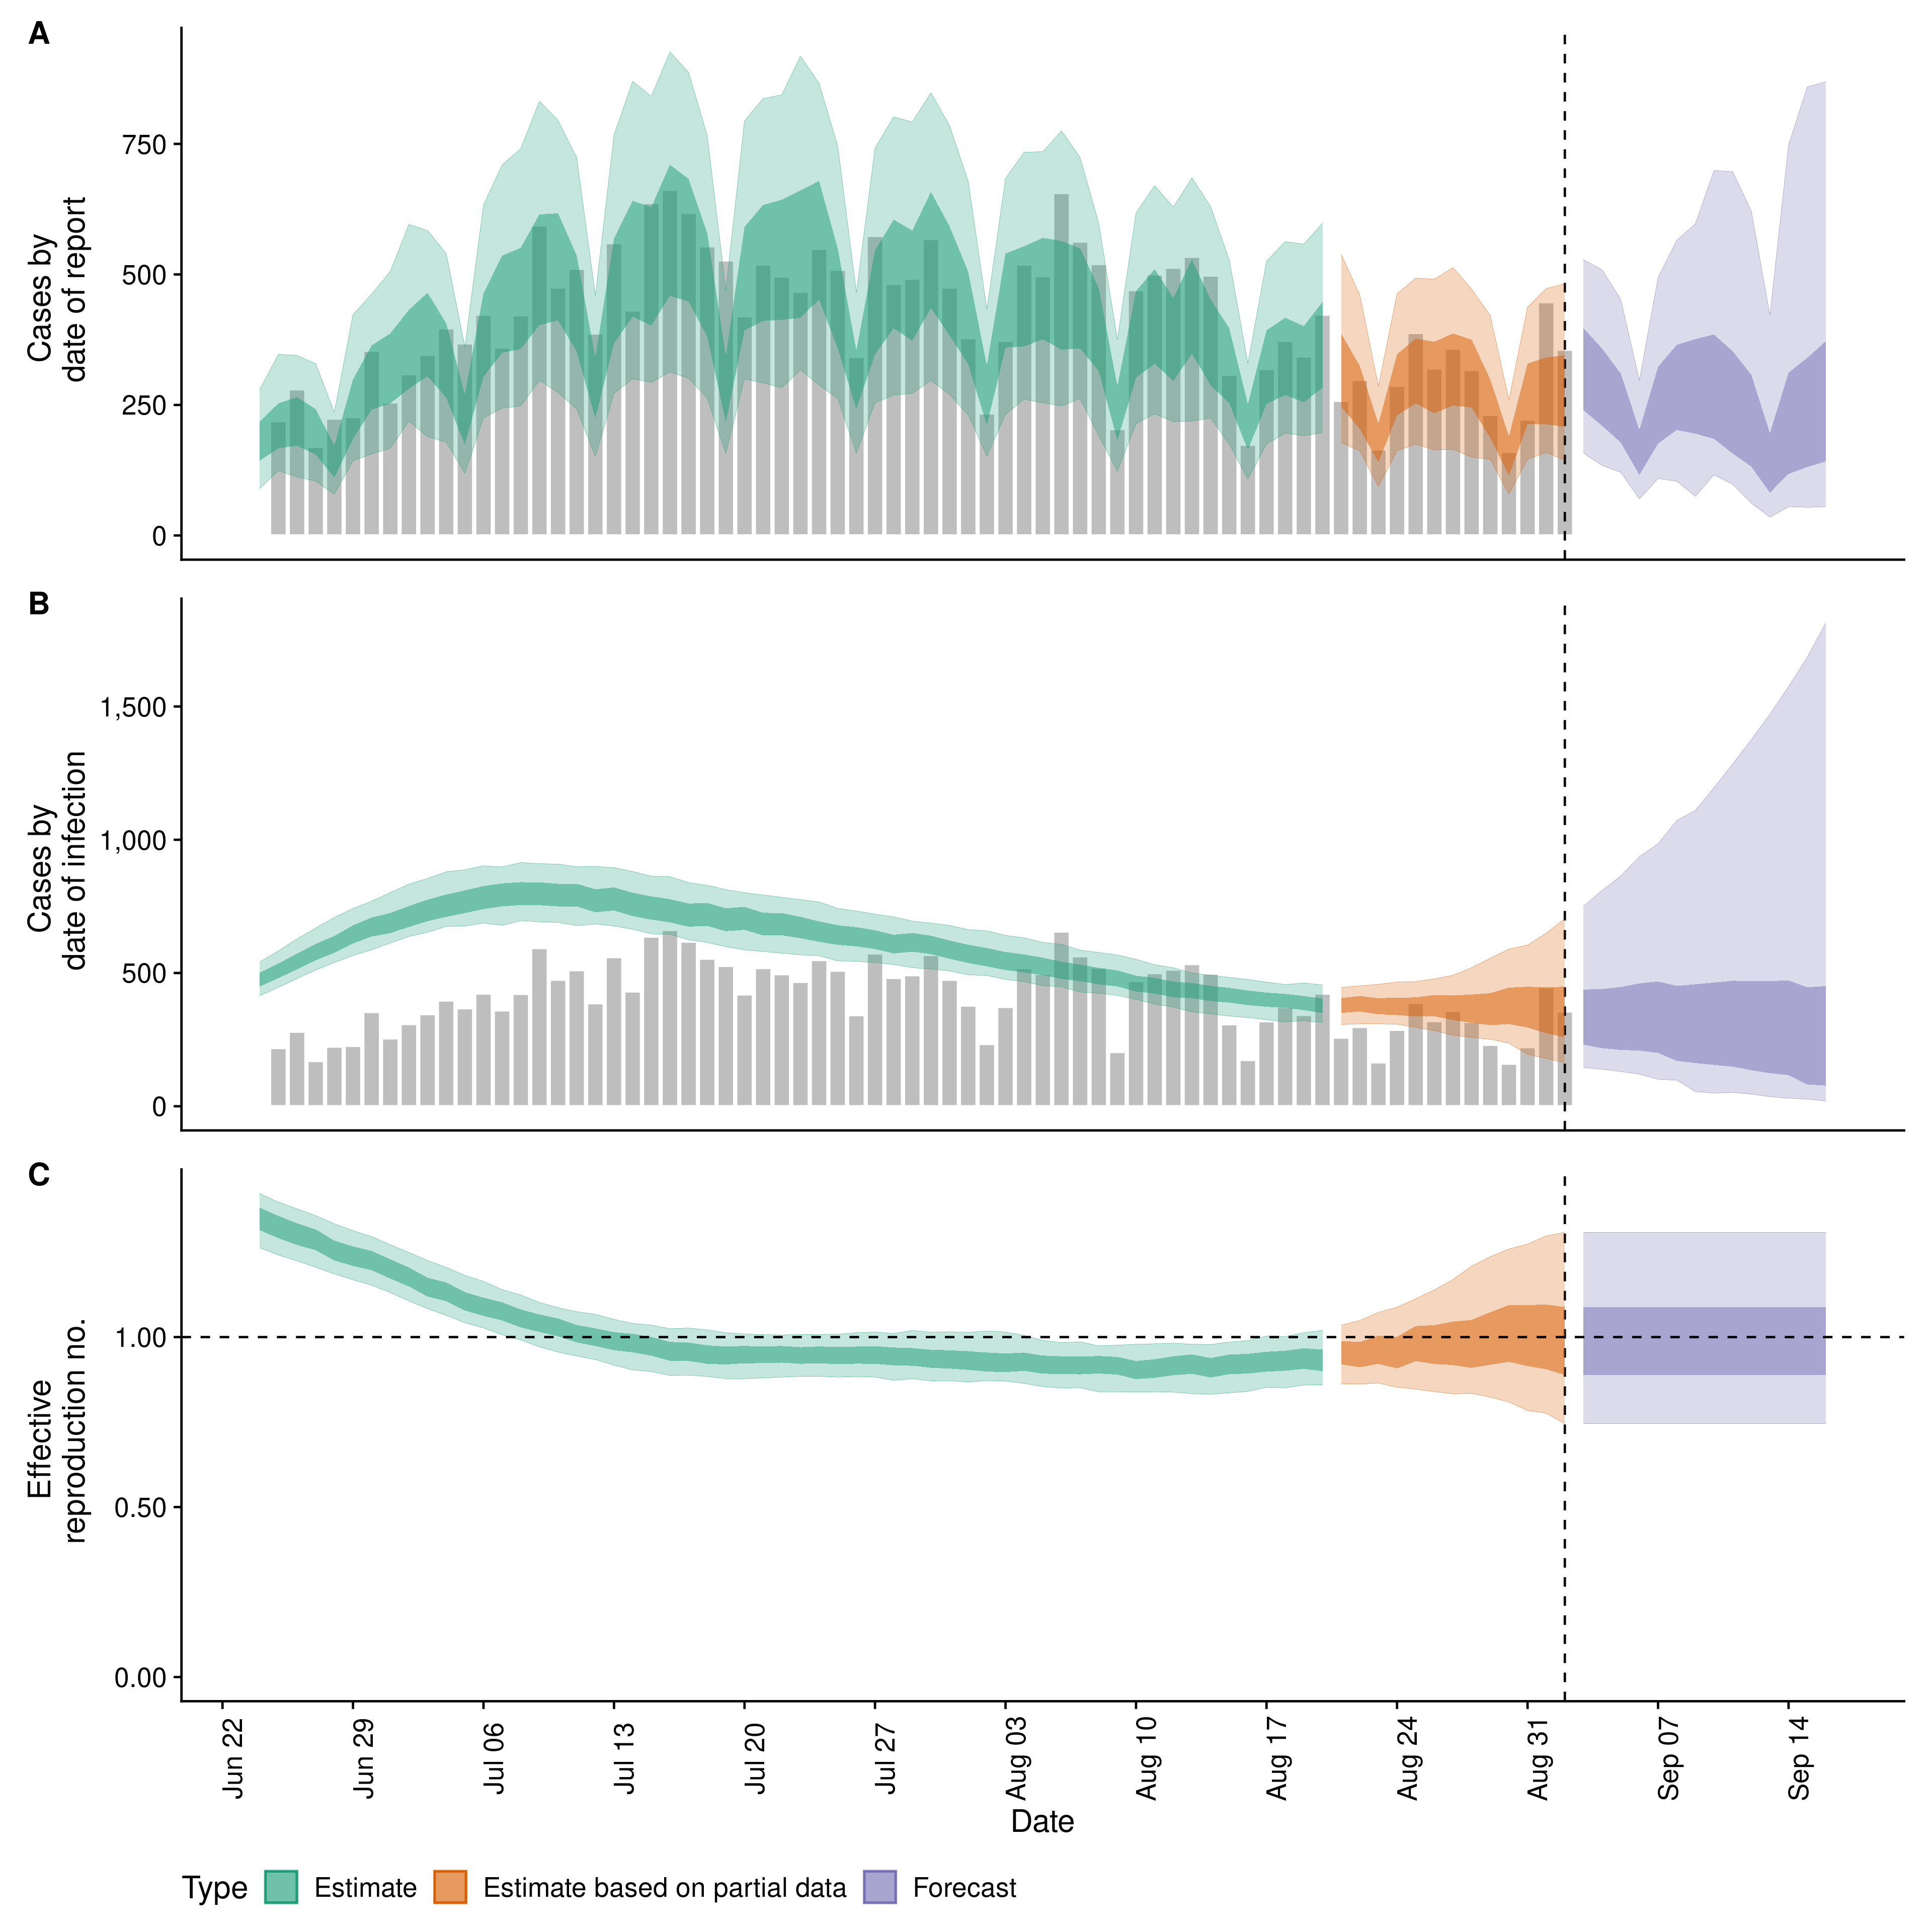 A
Cases by
date of report
750
500
250
0
B
Cases by
date of infection
1,500
1,000
500
0
C
Effective
reproduction no.
1.00
0.50
0.00
Jun 22
Jun 29
Jul 06
Jul 13
Jul 20
Jul 27
Aug 03
Aug 10
Aug 17
Aug 24
Aug 31
Sep 07
Sep 14
Date
Type Estimate Estimate based on partial data Forecast